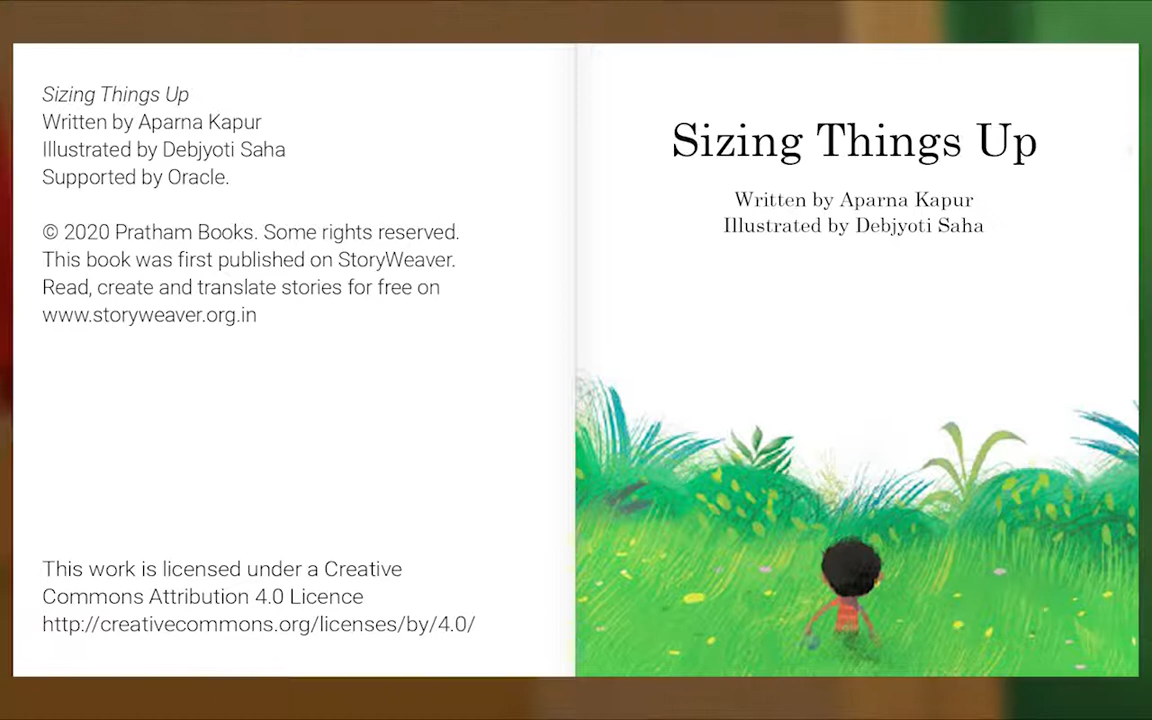 Sizing Things Up
Written by Aparna Kapur
Illustrated by Debjyoti Saha
Supported by Oracle.
© 2020 Pratham Books. Some rights reserved.
This book was first published on StoryWeaver.
Read, create and translate stories for free on
www.storyweaver.org.in
This work is licensed under a Creative
Commons Attribution 4.0 Licence
http://creativecommons.org/licenses/by/4.0/
Sizing Things Up
Written by Aparna Kapur
Illustrated by Debjyoti Saha